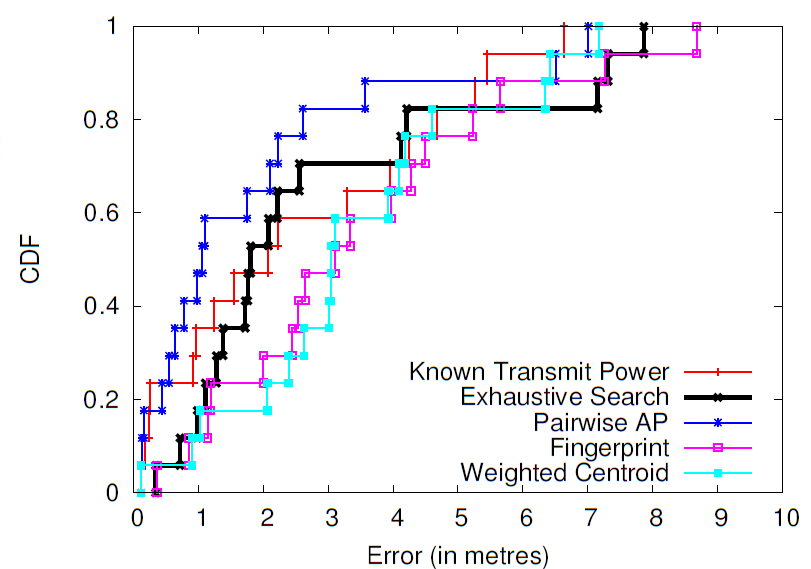 1
0.8
0.6
0.4
0.2
0
CDF
Known Transmit Power
Exhaustive Search
Pairwise AP
Fingerprint
Weighted Centroid
0 1 2 3 4 5 6 7 8 9 10
Error (in metres)